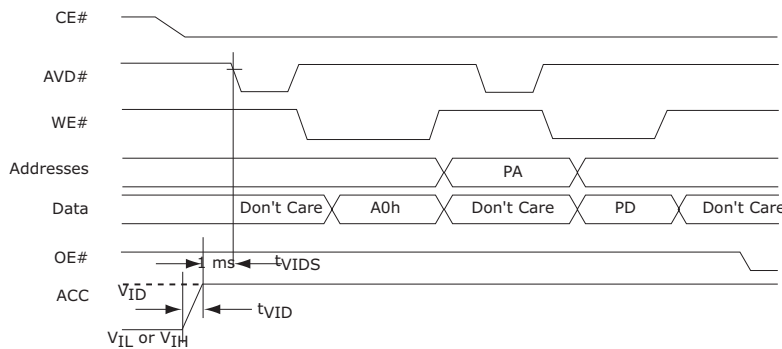 CE#
AVD#
WE#
Addresses PA
Data Don't Care A0h Don't Care PD Don't Care
OE#
1 ms tVIDS
ACC VID
tVID
VIL or VIH